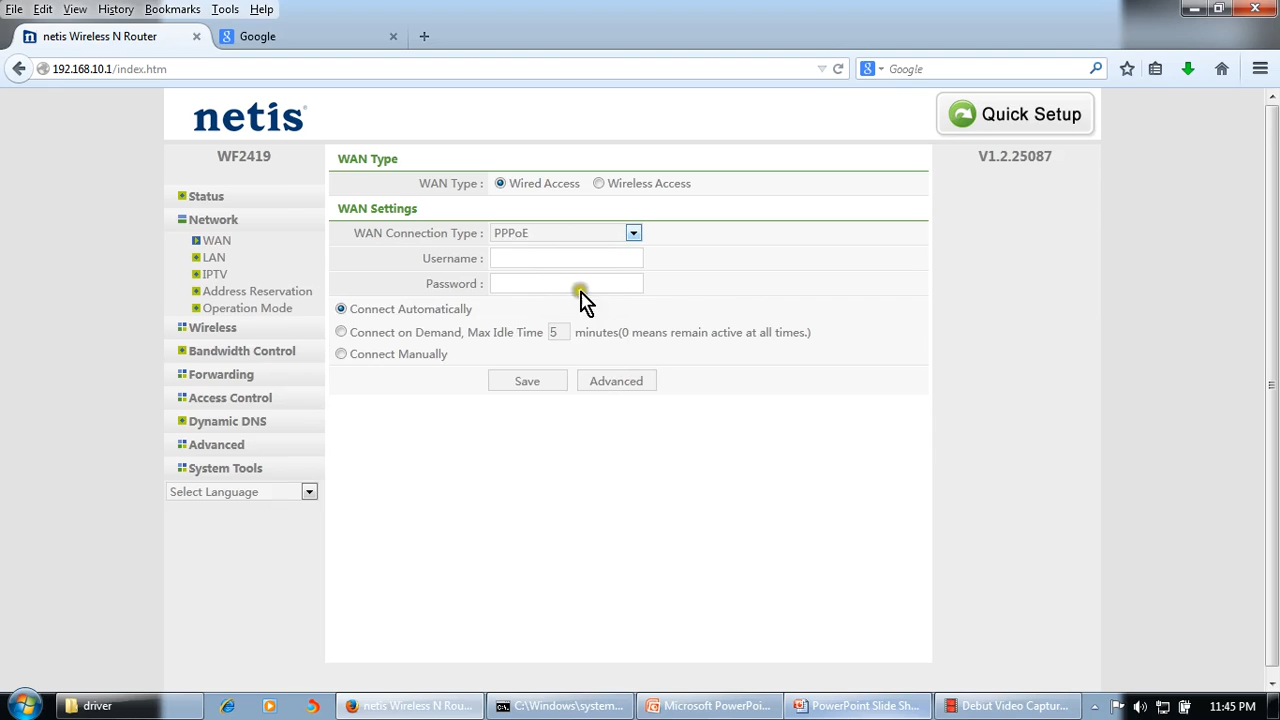 File Edit View History Bookmarks Tools Help
netis Wireless N Router
Google
192.168.10.1/index.htm
Google
netis®
Quick Setup
WF2419
V1.2.25087
Status
Network
WAN
LAN
IPTV
Address Reservation
Operation Mode
Wireless
Bandwidth Control
Forwarding
Access Control
Dynamic DNS
Advanced
System Tools
Select Language
WAN Type
WAN Type : Wired Access Wireless Access
WAN Settings
WAN Connection Type : PPPoE
Username :
Password :
Connect Automatically
Connect on Demand, Max Idle Time 5 minutes(0 means remain active at all times.)
Connect Manually
Save Advanced
driver
netis Wireless N Rou...
C:\Windows\system...
Microsoft PowerPoi...
PowerPoint Slide Sh...
Debut Video Captur...
11:45 PM